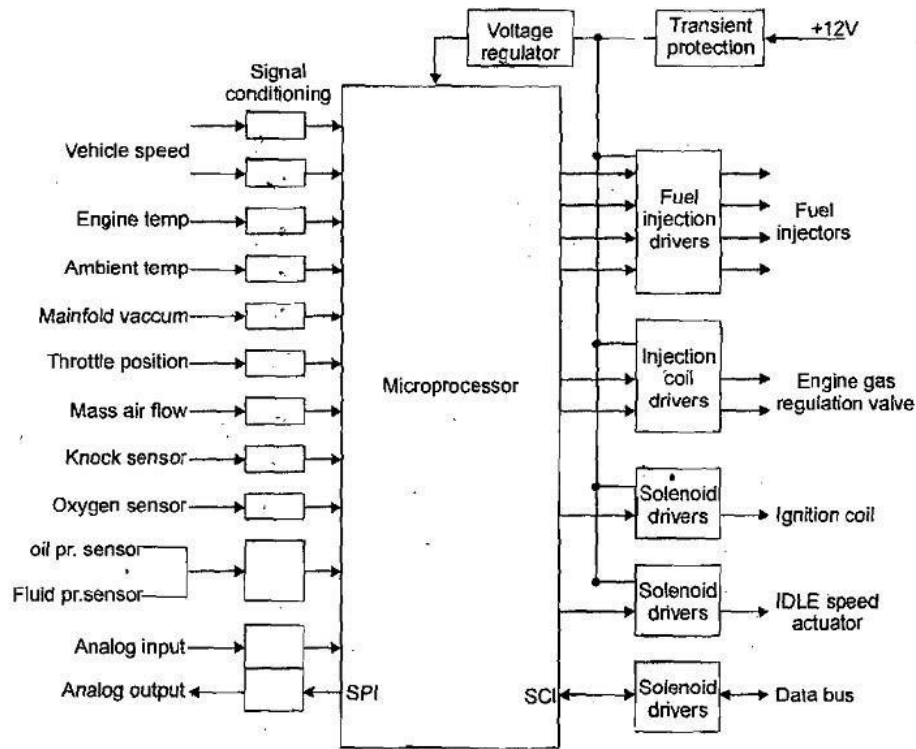 Voltage
regulator
Transient
protection
+12V
Signal
conditioning
Vehicle speed
Engine temp
Ambient temp
Mainfold vaccum
Throttle position
Mass air flow
Knock sensor
Oxygen sensor
oil pr. sensor
Fluid pr.sensor
Analog input
Analog output
SPI
Microprocessor
SCI
Fuel
injection
drivers
Fuel
injectors
Injection
coil
drivers
Engine gas
regulation valve
Solenoid
drivers
Ignition coil
Solenoid
drivers
IDLE speed
actuator
Solenoid
drivers
Data bus